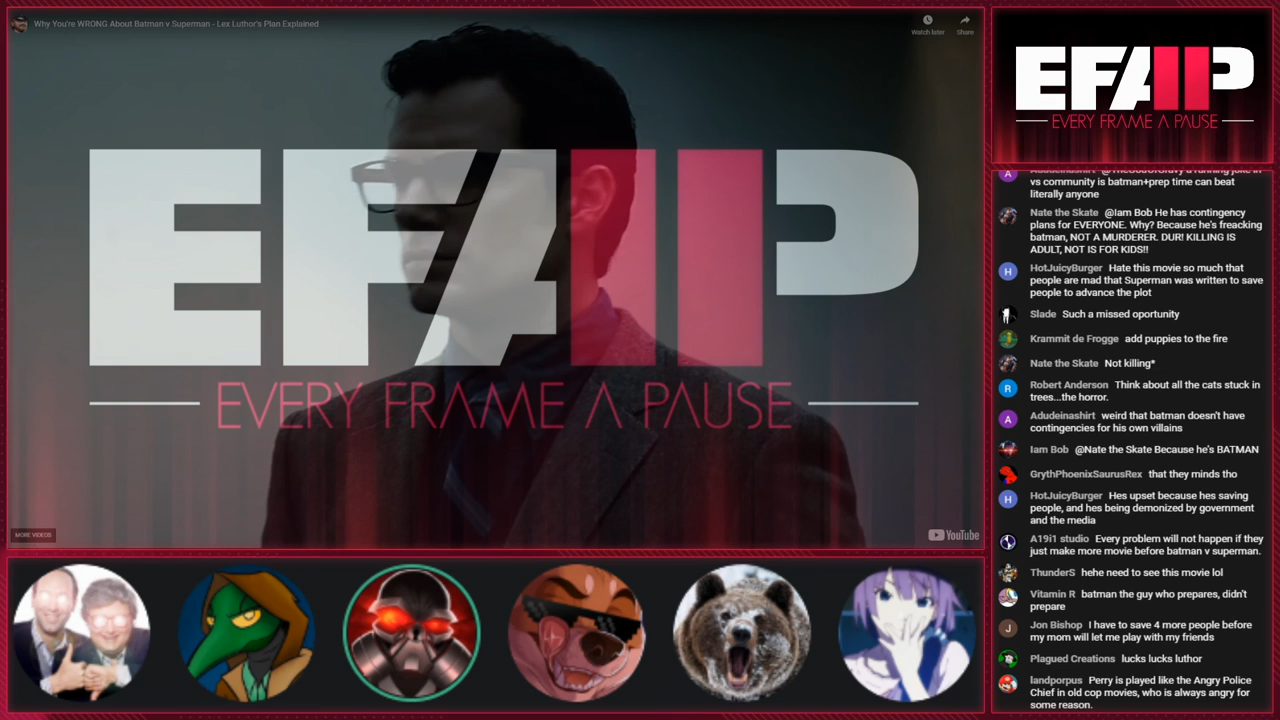 Why You're WRONG About Batman v Superman - Lex Luthor's Plan Explained
Watch later
Share
EFAP
EVERY FRAME A PAUSE
MORE VIDEOS
YouTube
EFAP
EVERY FRAME A PAUSE
vs community is batman+prep time can beat
literally anyone
Nate the Skate @Iam Bob He has contingency
plans for EVERYONE. Why? Because he's freacking
batman, NOT A MURDERER. DUR! KILLING IS
ADULT, NOT IS FOR KIDS!!
H
HotJuicyBurger Hate this movie so much that
people are mad that Superman was written to save
people to advance the plot
Slade Such a missed oportunity
Krammit de Frogge add puppies to the fire
Nate the Skate Not killing*
R
Robert Anderson Think about all the cats stuck in
trees...the horror.
A
Adudeinashirt weird that batman doesn't have
contingencies for his own villains
Iam Bob @Nate the Skate Because he's BATMAN
GrythPhoenixSaurusRex that they minds tho
H
HotJuicyBurger Hes upset because hes saving
people, and hes being demonized by government
and the media
A19i1 studio Every problem will not happen if they
just make more movie before batman v superman.
ThunderS hehe need to see this movie lol
Vitamin R batman the guy who prepares, didn't
prepare
J
Jon Bishop I have to save 4 more people before
my mom will let me play with my friends
Plagued Creations lucks lucks luthor
landporpus Perry is played like the Angry Police
Chief in old cop movies, who is always angry for
some reason.